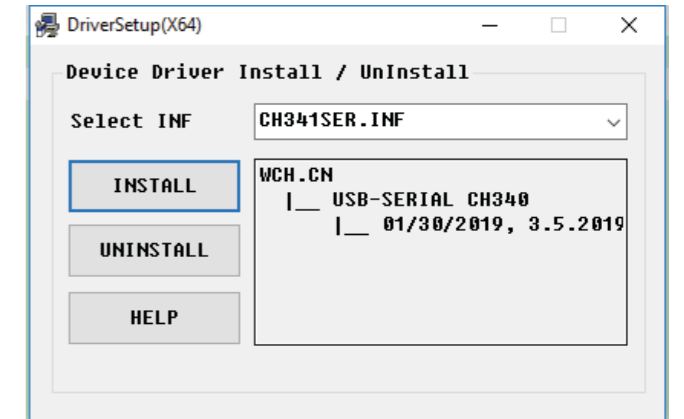 DriverSetup(X64)
Device Driver Install / UnInstall
Select INF
CH341SER.INF
INSTALL
UNINSTALL
HELP
WCH.CN
|__ USB-SERIAL CH340
|__ 01/30/2019, 3.5.2019